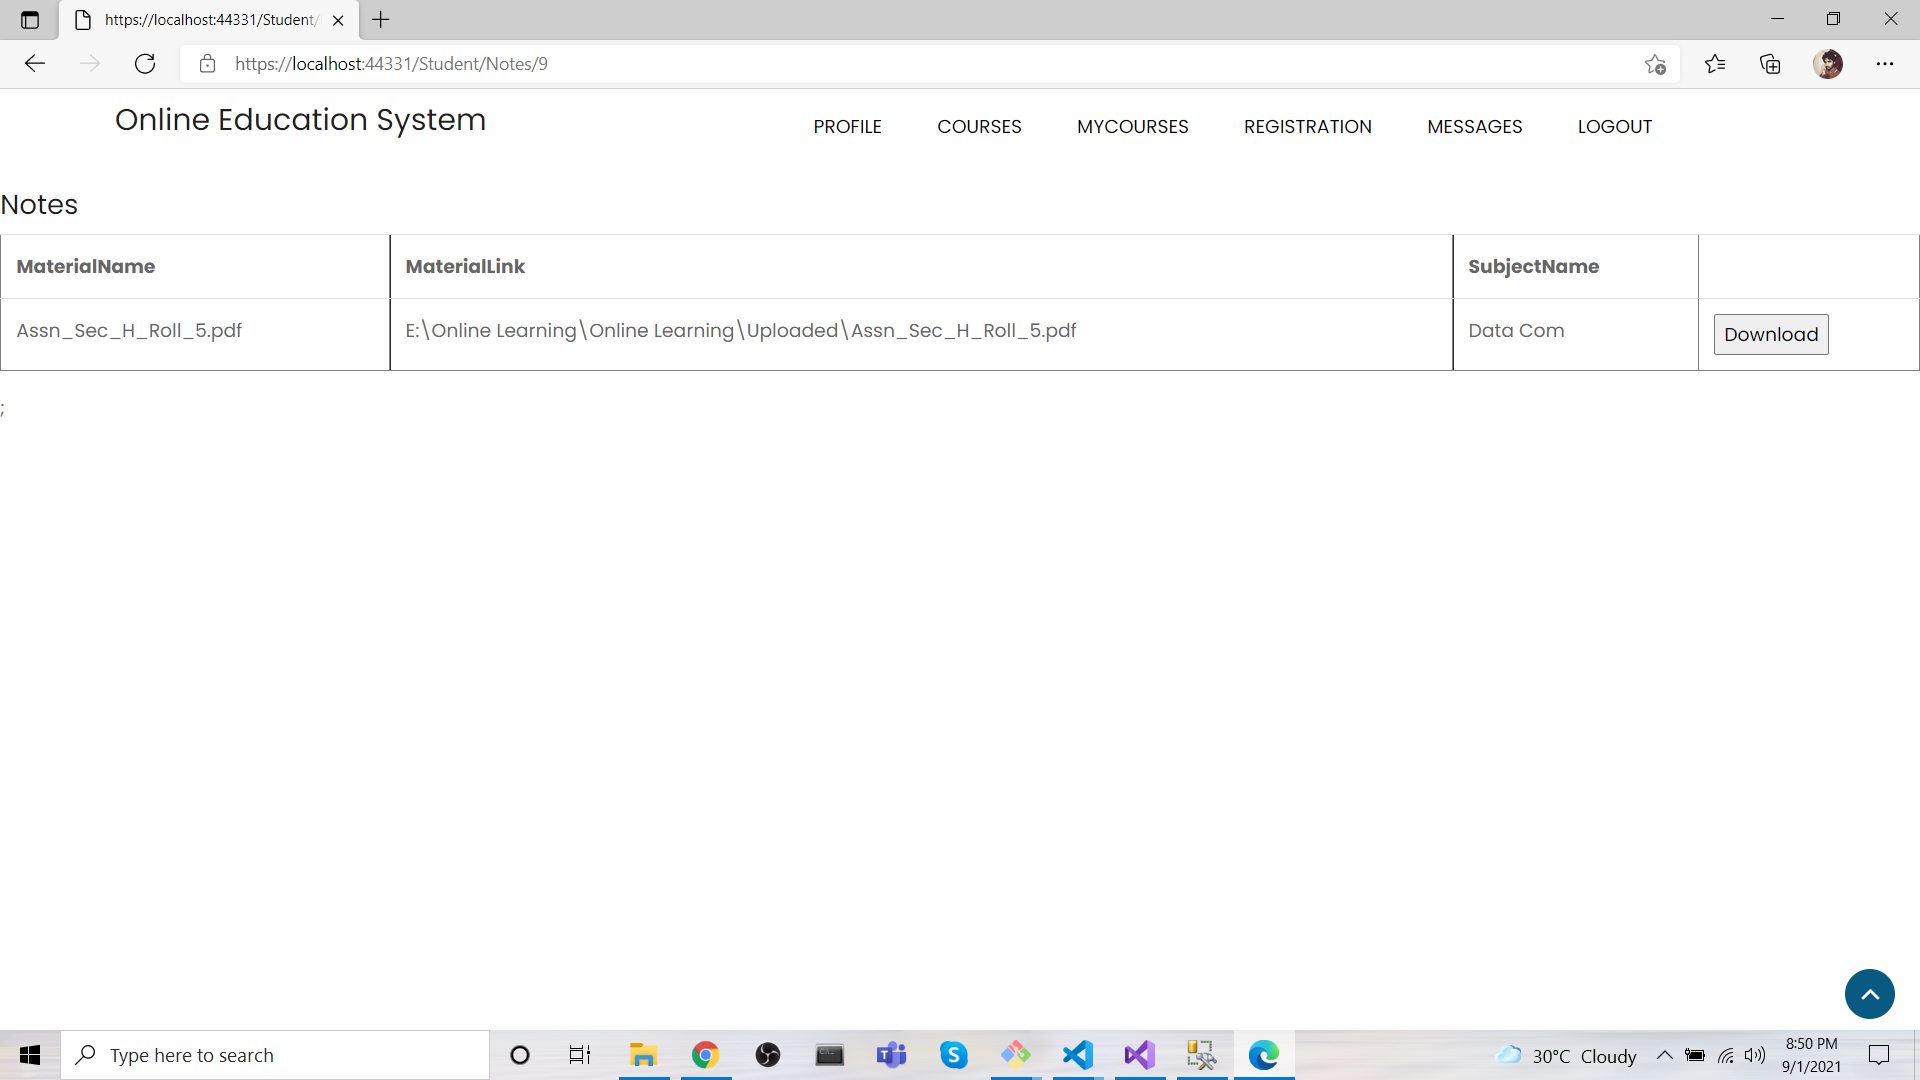 https://localhost:44331/Student/
https://localhost:44331/Student/Notes/9
Online Education System
PROFILE COURSES MYCOURSES REGISTRATION MESSAGES LOGOUT
Notes
MaterialName MaterialLink SubjectName
Assn_Sec_H_Roll_5.pdf E:\Online Learning\Online Learning\Uploaded\Assn_Sec_H_Roll_5.pdf Data Com Download
;
Type here to search
30°C Cloudy
8:50 PM
9/1/2021